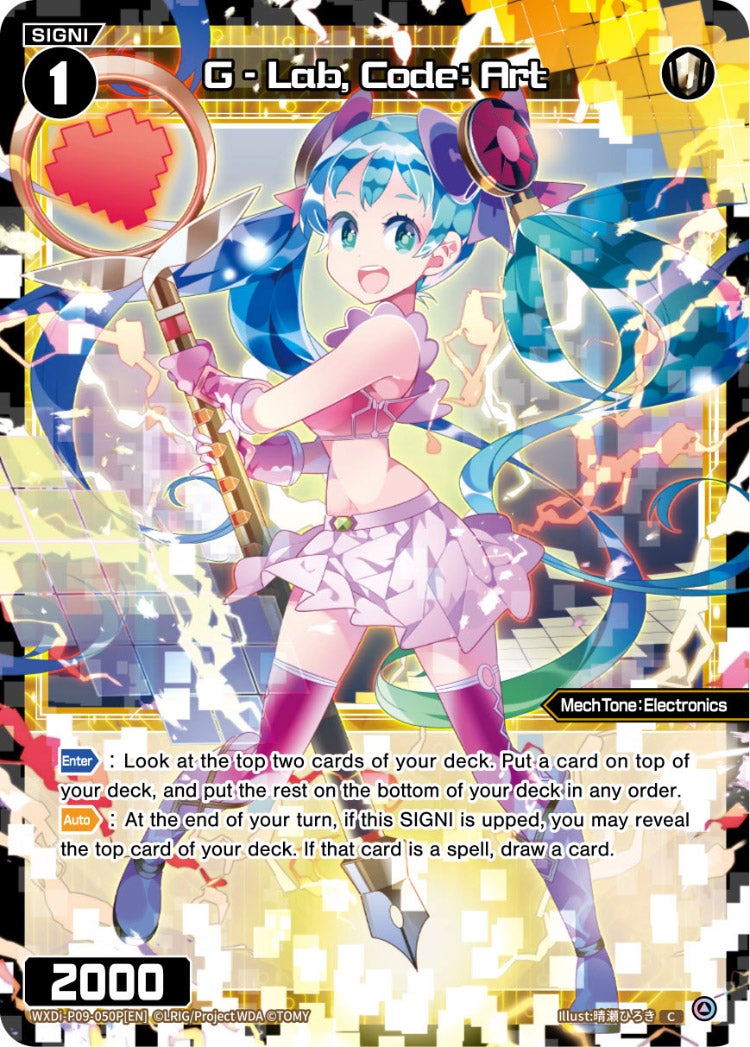 SIGNI
1
G - Lab, Code: Art
MechTone:Electronics
Enter : Look at the top two cards of your deck. Put a card on top of
your deck, and put the rest on the bottom of your deck in any order.
Auto : At the end of your turn, if this SIGNI is upped, you may reveal
the top card of your deck. If that card is a spell, draw a card.
2000
WXDi-P09-050P[EN] ©LRIG/Project WDA ©TOMY
Illust:晴瀬ひろき C